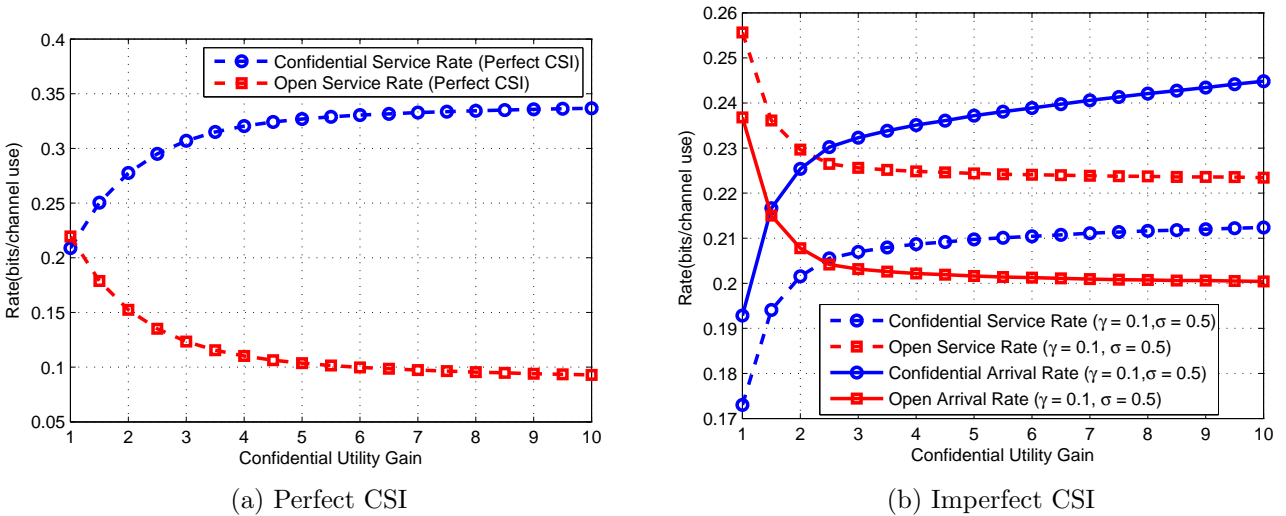 0.4
0.35
0.3
0.25
0.2
0.15
0.1
0.05
Rate(bits/channel use)
Confidential Service Rate (Perfect CSI)
Open Service Rate (Perfect CSI)
1 2 3 4 5 6 7 8 9 10
Confidential Utility Gain
(a) Perfect CSI
0.26
0.25
0.24
0.23
0.22
0.21
0.2
0.19
0.18
0.17
Rate(bits/channel use)
Confidential Service Rate (γ = 0.1,σ = 0.5)
Open Service Rate (γ = 0.1, σ = 0.5)
Confidential Arrival Rate (γ = 0.1,σ = 0.5)
Open Arrival Rate (γ = 0.1, σ = 0.5)
1 2 3 4 5 6 7 8 9 10
Confidential Utility Gain
(b) Imperfect CSI